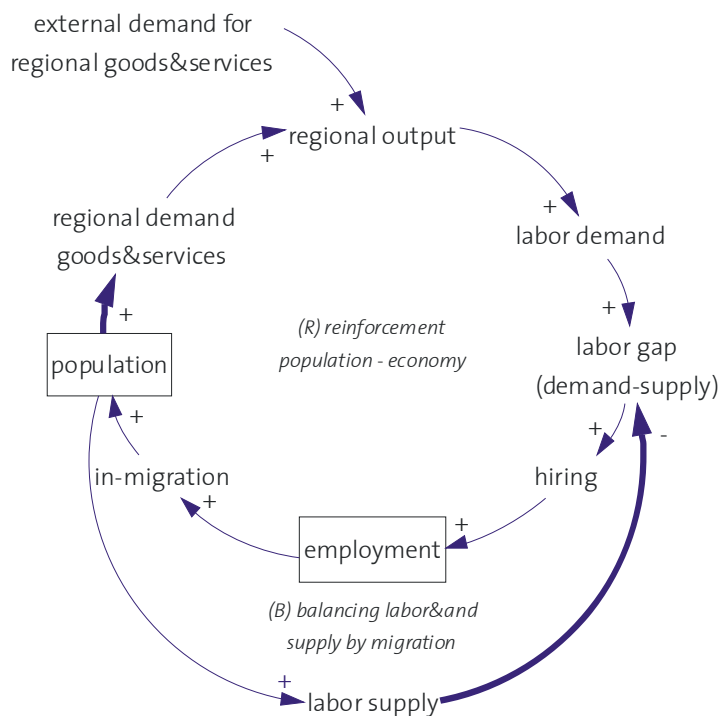 external demand for
regional goods&services
+
regional output
+
+
labor demand
regional demand
goods&services
+
+
(R) reinforcement
population - economy
labor gap
(demand-supply)
population
+
+
-
in-migration
hiring
+
+
employment
(B) balancing labor&and
supply by migration
+
labor supply